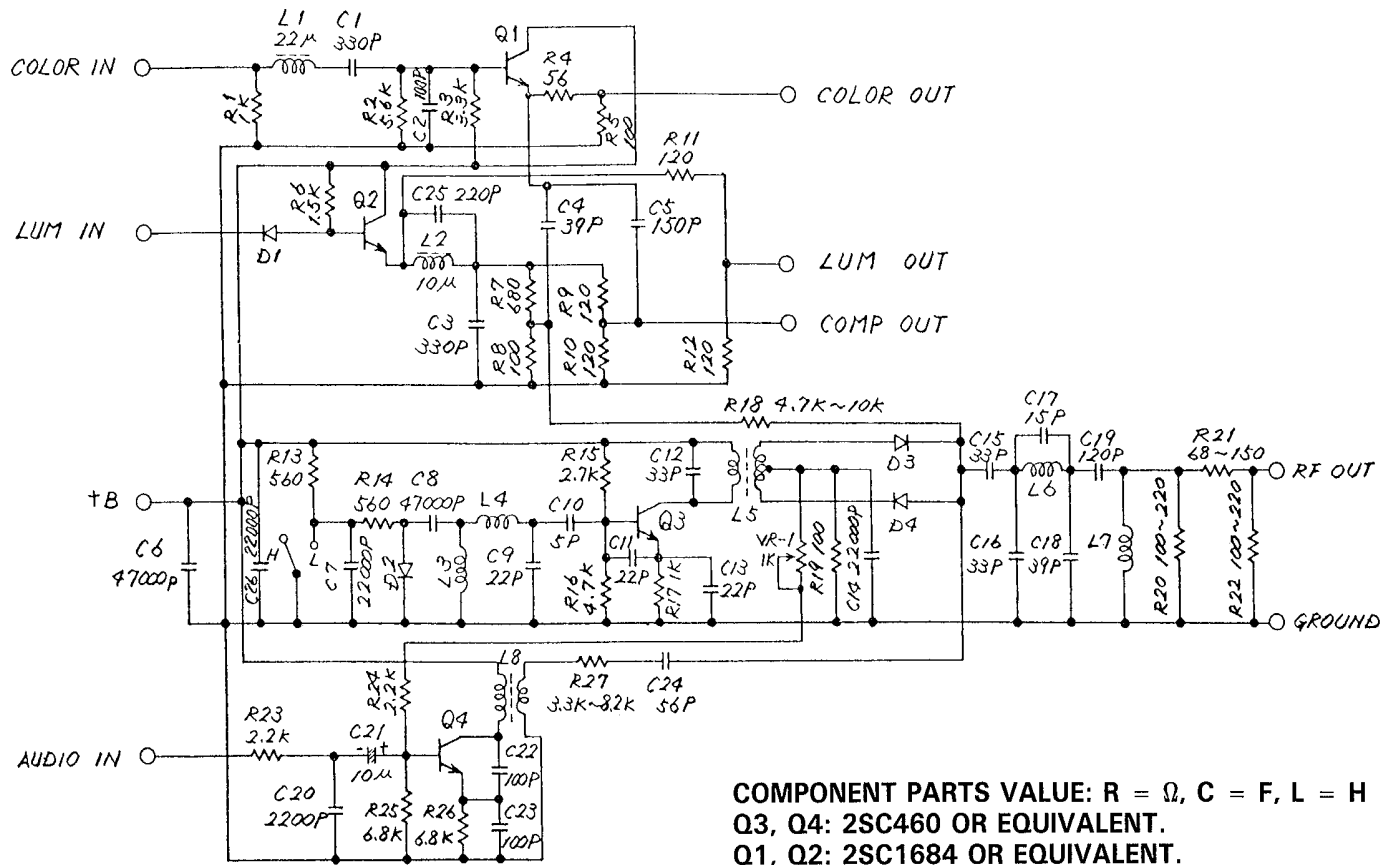 L1
22μ
C1
330P
Q1
R4
56
COLOR IN
COLOR OUT
R1
1K
R2
5.6K
C2
100P
R3
3.3K
R5
100
R11
120
R6
1.5K
Q2
C25 220P
C4
39P
C5
150P
LUM IN
D1
L2
10μ
LUM OUT
R7
680
R9
120
COMP OUT
C3
330P
R8
100
R10
120
R12
120
R18 4.7K~10K
C17
15P
R13
560
R15
2.7K
C12
33P
D3
C15
33P
C19
120P
R21
68~150
RF OUT
R14
560
C8
47000P
L4
C10
5P
L6
+B
Q3
L5
D4
C6
47000P
C26 22000P
H
L
C7
22000P
D2
L3
C9
22P
C11
22P
R16
4.7K
R17 1K
C13
22P
VR-1
1K
R19 100
C14 2200P
C16
33P
C18
39P
L7
R20 100~220
R22 100~220
GROUND
L8
R24
2.2K
R27
3.3K~8.2K
C24
56P
R23
2.2K
C21
- +
10μ
Q4
AUDIO IN
C22
100P
C20
2200P
R25
6.8K
R26
6.8K
C23
100P
COMPONENT PARTS VALUE: R = Ω, C = F, L = H
Q3, Q4: 2SC460 OR EQUIVALENT.
Q1, Q2: 2SC1684 OR EQUIVALENT.